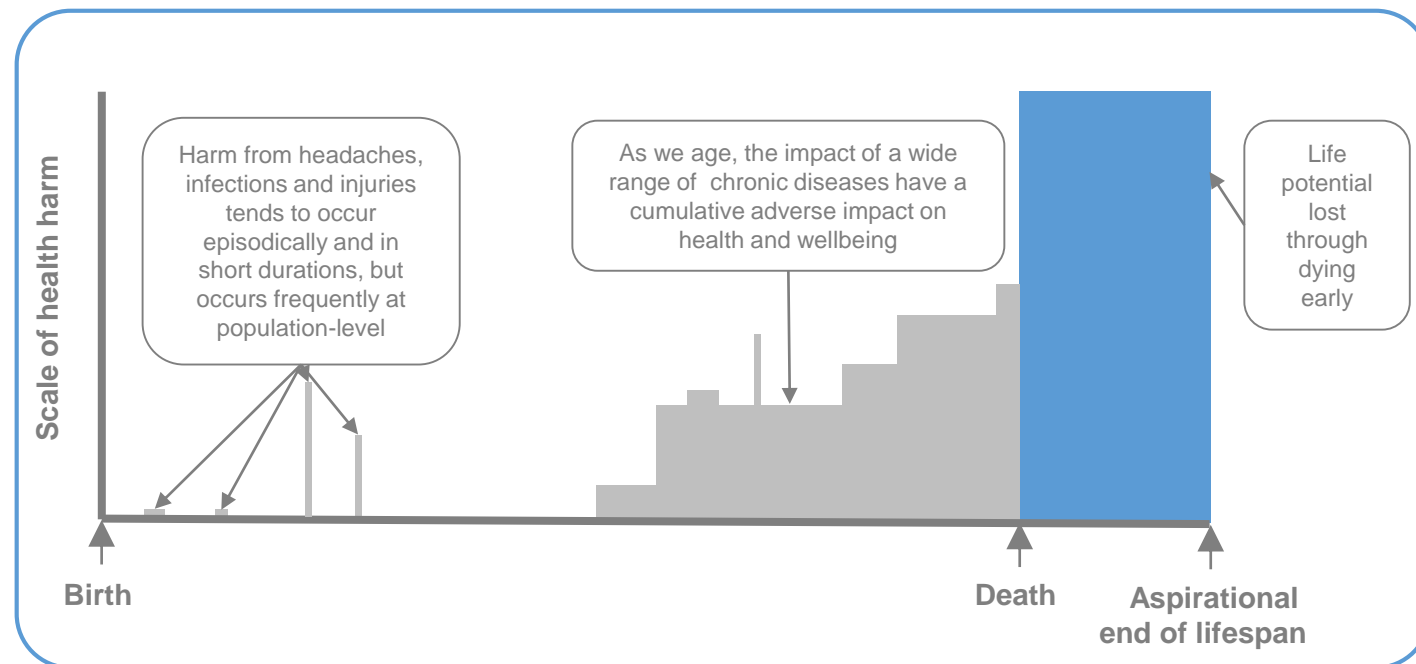 Scale of health harm
Harm from headaches,
infections and injuries
tends to occur
episodically and in
short durations, but
occurs frequently at
population-level
As we age, the impact of a wide
range of  chronic diseases have a
cumulative adverse impact on
health and wellbeing
Life
potential
lost
through
dying
early
Birth
Death
Aspirational
end of lifespan